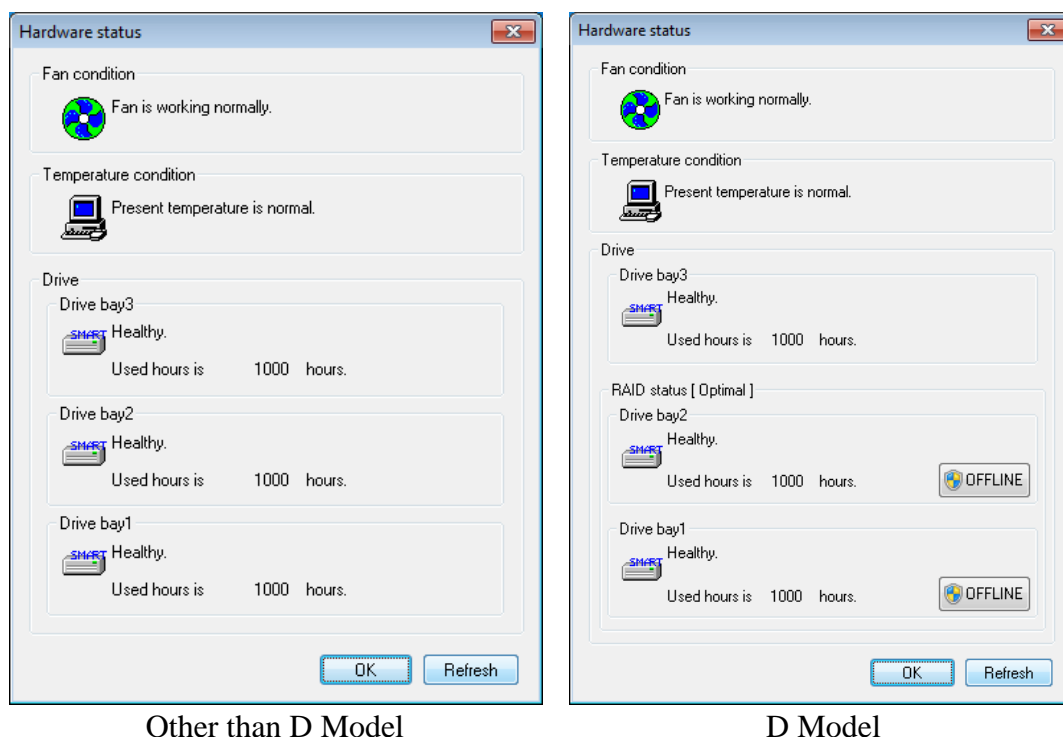 Hardware status
Fan condition
Fan is working normally.
Temperature condition
Present temperature is normal.
Drive
Drive bay3
SMART
Healthy.
Used hours is 1000 hours.
Drive bay2
SMART
Healthy.
Used hours is 1000 hours.
Drive bay1
SMART
Healthy.
Used hours is 1000 hours.
OK Refresh
Other than D Model
Hardware status
Fan condition
Fan is working normally.
Temperature condition
Present temperature is normal.
Drive
Drive bay3
SMART
Healthy.
Used hours is 1000 hours.
RAID status [ Optimal ]
Drive bay2
SMART
Healthy.
Used hours is 1000 hours. OFFLINE
Drive bay1
SMART
Healthy.
Used hours is 1000 hours. OFFLINE
OK Refresh
D Model